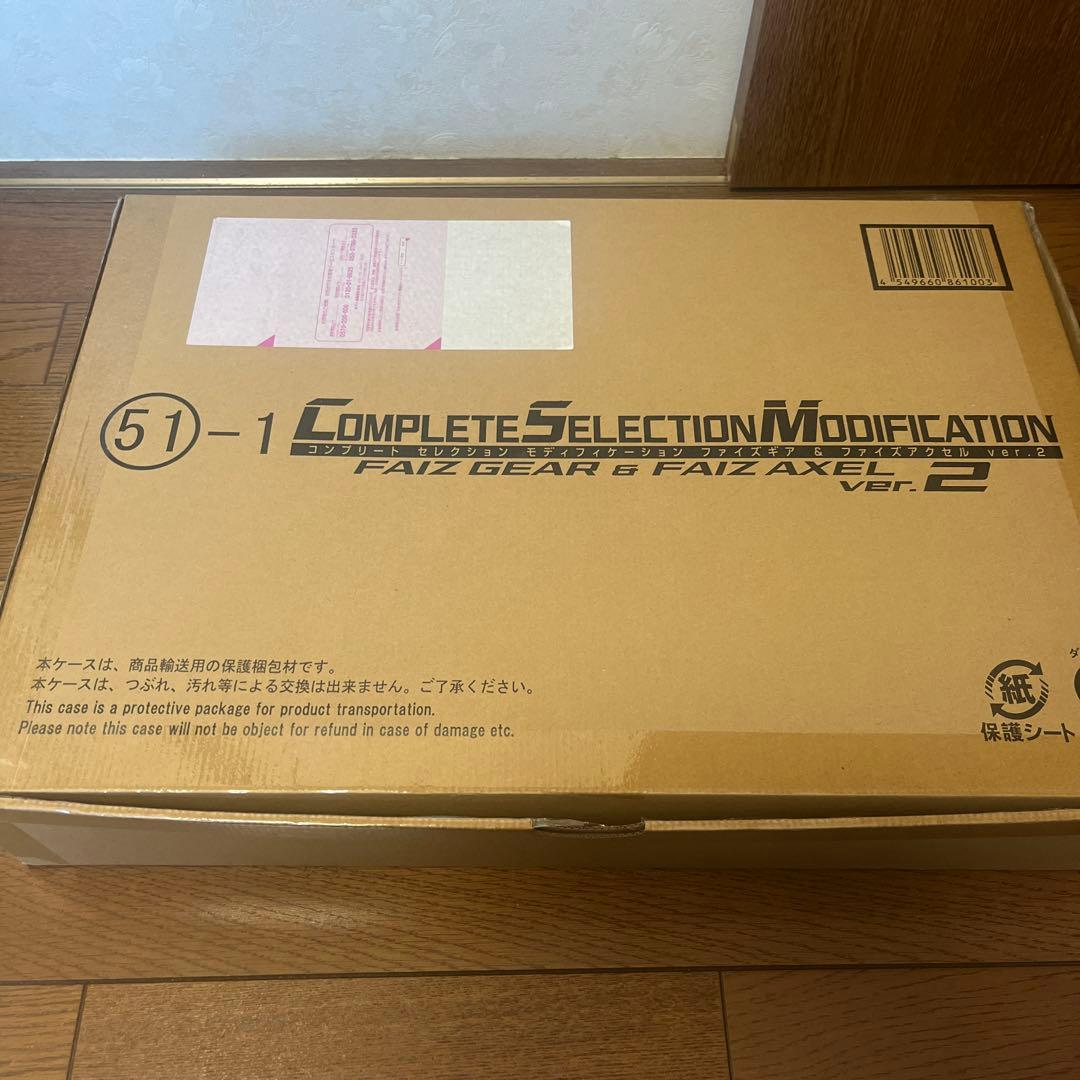 4 549660 861003
51-1
COMPLETE SELECTION MODIFICATION
コンプリート セレクション モディフィケーション ファイズギア & ファイズアクセル ver.2
FAIZ GEAR & FAIZ AXEL
ver.2
本ケースは、商品輸送用の保護梱包材です。
本ケースは、つぶれ、汚れ等による交換は出来ません。ご了承ください。
This case is a protective package for product transportation.
Please note this case will not be object for refund in case of damage etc.
ダ
紙
保護シート